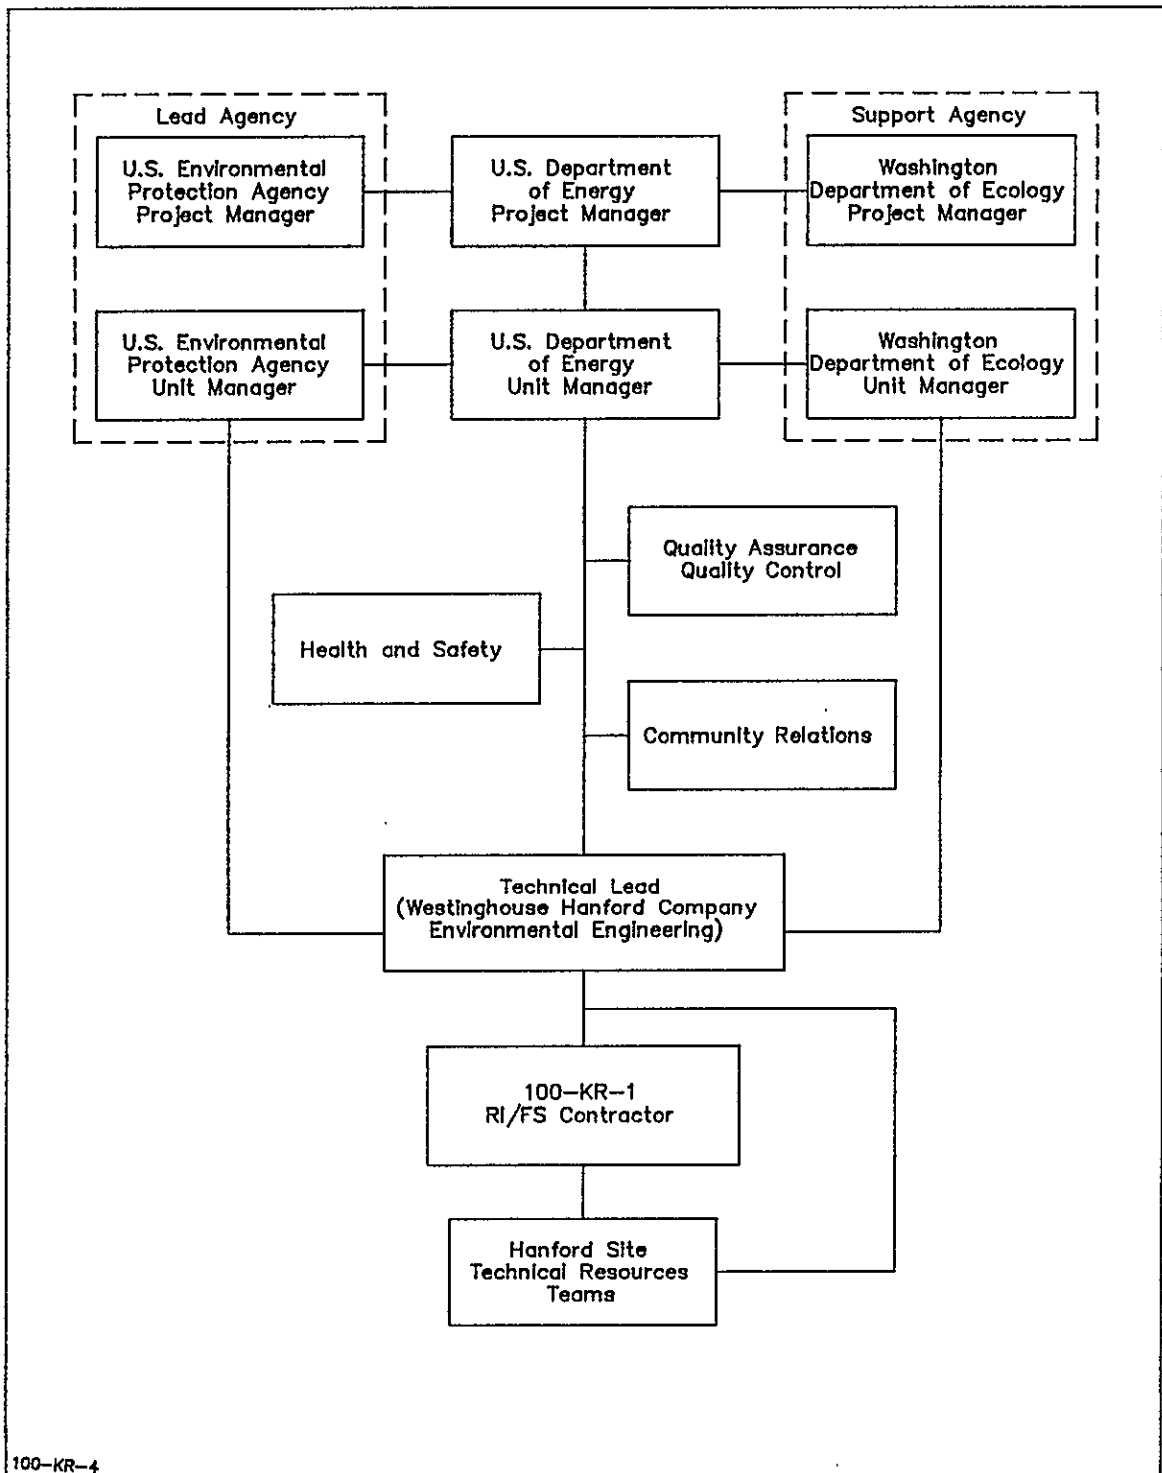 Lead Agency
Support Agency
U.S. Environmental
Protection Agency
Project Manager
U.S. Department
of Energy
Project Manager
Washington
Department of Ecology
Project Manager
U.S. Environmental
Protection Agency
Unit Manager
U.S. Department
of Energy
Unit Manager
Washington
Department of Ecology
Unit Manager
Quality Assurance
Quality Control
Health and Safety
Community Relations
Technical Lead
(Westinghouse Hanford Company
Environmental Engineering)
100-KR-1
RI/FS Contractor
Hanford Site
Technical Resources
Teams
100-KR-4